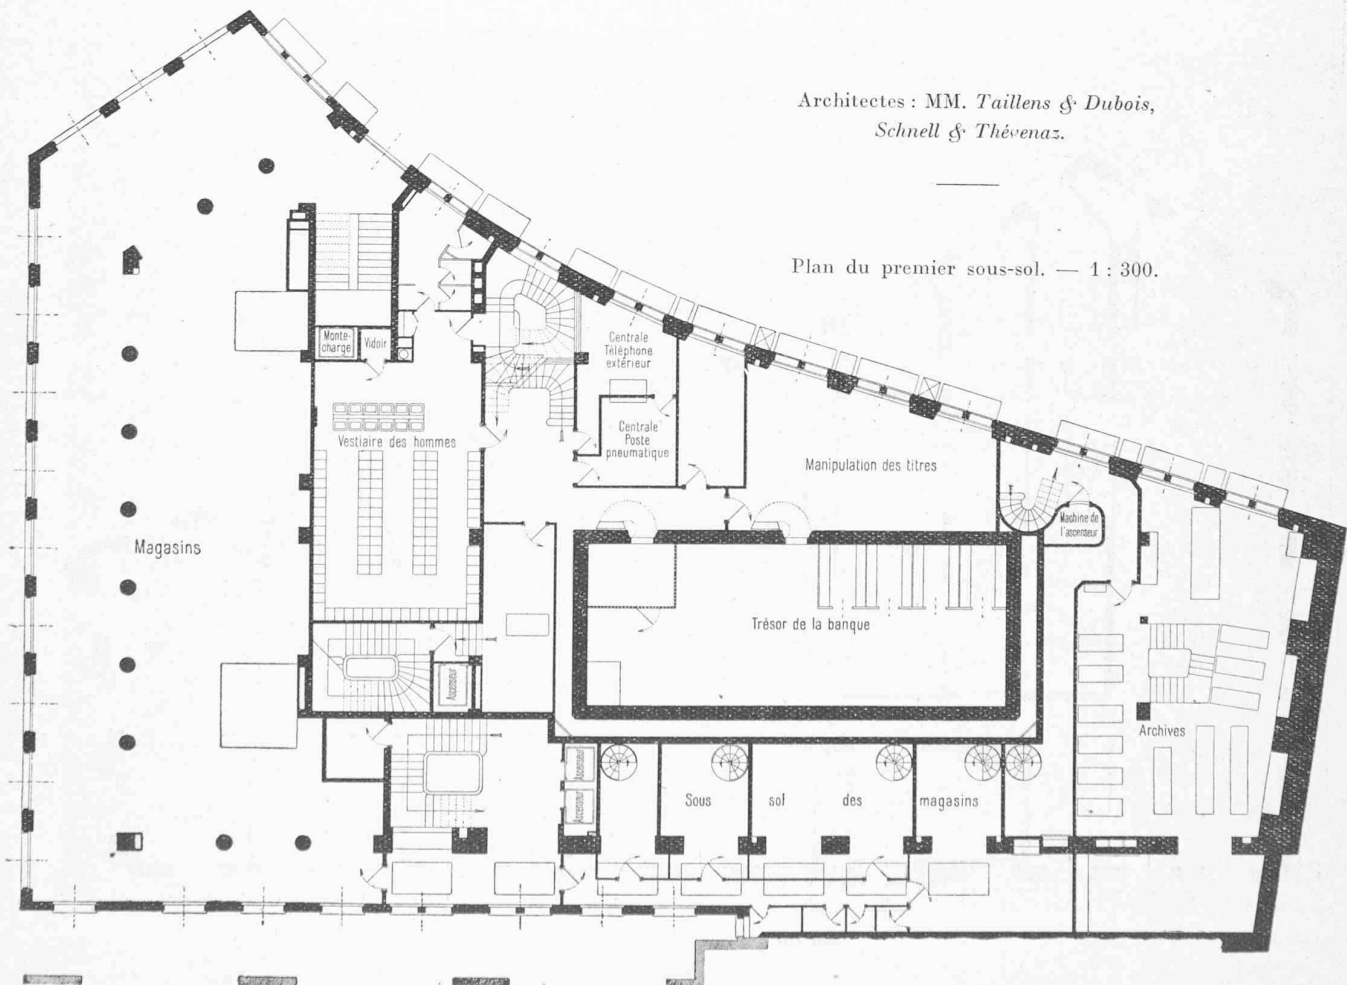 Architectes : MM. Taillens & Dubois,
Schnell & Thévenaz.
Plan du premier sous-sol. — 1 : 300.
Monte-
charge
Vidoir
Centrale
Téléphone
extérieur
Vestiaire des hommes
Centrale
Poste
pneumatique
Manipulation des titres
Machine de
l'ascenseur
Magasins
Trésor de la banque
Ascenseur
Archives
Ascenseur
Ascenseur
Sous sol des magasins